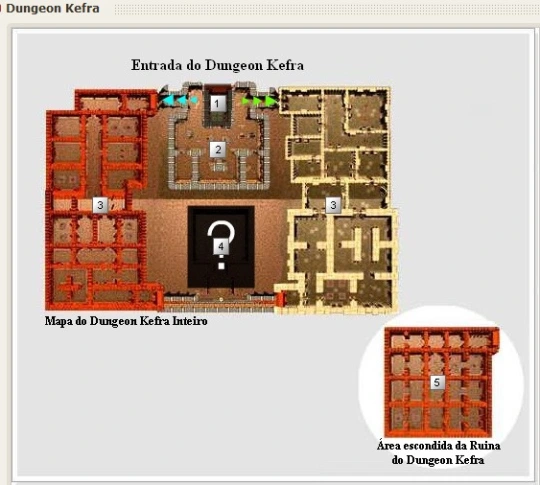 Dungeon Kefra
Entrada do Dungeon Kefra
1
2
3
3
?
4
Mapa do Dungeon Kefra Inteiro
5
Área escondida da Ruina
do Dungeon Kefra